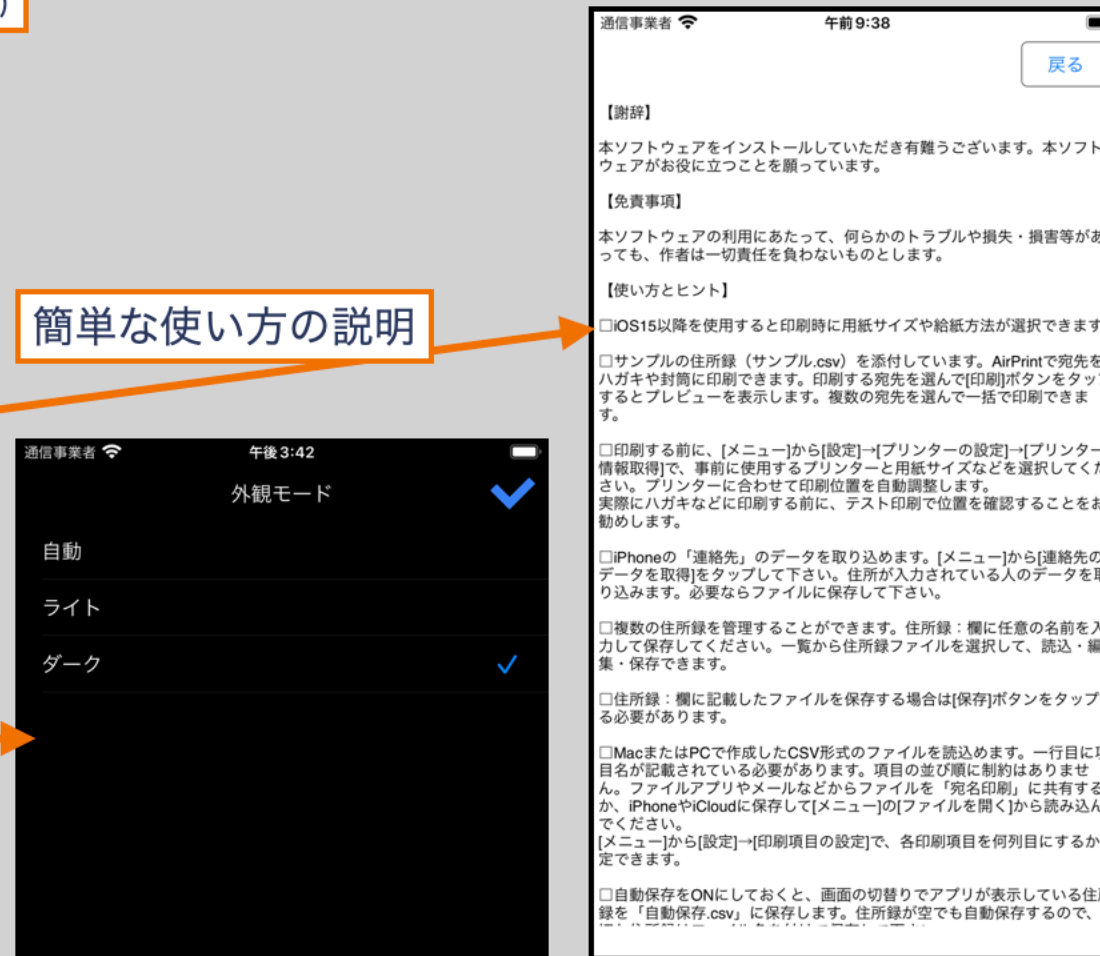 )
簡単な使い方の説明
通信事業者
午後3:42
外観モード
自動
ライト
ダーク
通信事業者
午前9:38
戻る
【謝辞】
本ソフトウェアをインストールしていただき有難うございます。本ソフト
ウェアがお役に立つことを願っています。
【免責事項】
本ソフトウェアの利用にあたって、何らかのトラブルや損失・損害等があ
っても、作者は一切責任を負わないものとします。
【使い方とヒント】
□iOS15以降を使用すると印刷時に用紙サイズや給紙方法が選択できます
□サンプルの住所録(サンプル.csv)を添付しています。AirPrintで宛先を
ハガキや封筒に印刷できます。印刷する宛先を選んで[印刷]ボタンをタップ
するとプレビューを表示します。複数の宛先を選んで一括で印刷できま
す。
□印刷する前に、[メニュー]から[設定]→[プリンターの設定]→[プリンター
情報取得]で、事前に使用するプリンターと用紙サイズなどを選択してくだ
さい。プリンターに合わせて印刷位置を自動調整します。
実際にハガキなどに印刷する前に、テスト印刷で位置を確認することをお
勧めします。
□iPhoneの「連絡先」のデータを取り込めます。[メニュー]から[連絡先の
データを取得]をタップして下さい。住所が入力されている人のデータを取
り込みます。必要ならファイルに保存して下さい。
□複数の住所録を管理することができます。住所録：欄に任意の名前を入
力して保存してください。一覧から住所録ファイルを選択して、読込・編
集・保存できます。
□住所録：欄に記載したファイルを保存する場合は[保存]ボタンをタップ
る必要があります。
□MacまたはPCで作成したCSV形式のファイルを読込めます。一行目に項
目名が記載されている必要があります。項目の並び順に制約はありませ
ん。ファイルアプリやメールなどからファイルを「宛名印刷」に共有する
か、iPhoneやiCloudに保存して[メニュー]の[ファイルを開く]から読み込ん
でください。
[メニュー]から[設定]→[印刷項目の設定]で、各印刷項目を何列目にするか
定できます。
□自動保存をONにしておくと、画面の切替りでアプリが表示している住所
録を「自動保存.csv」に保存します。住所録が空でも自動保存するので、